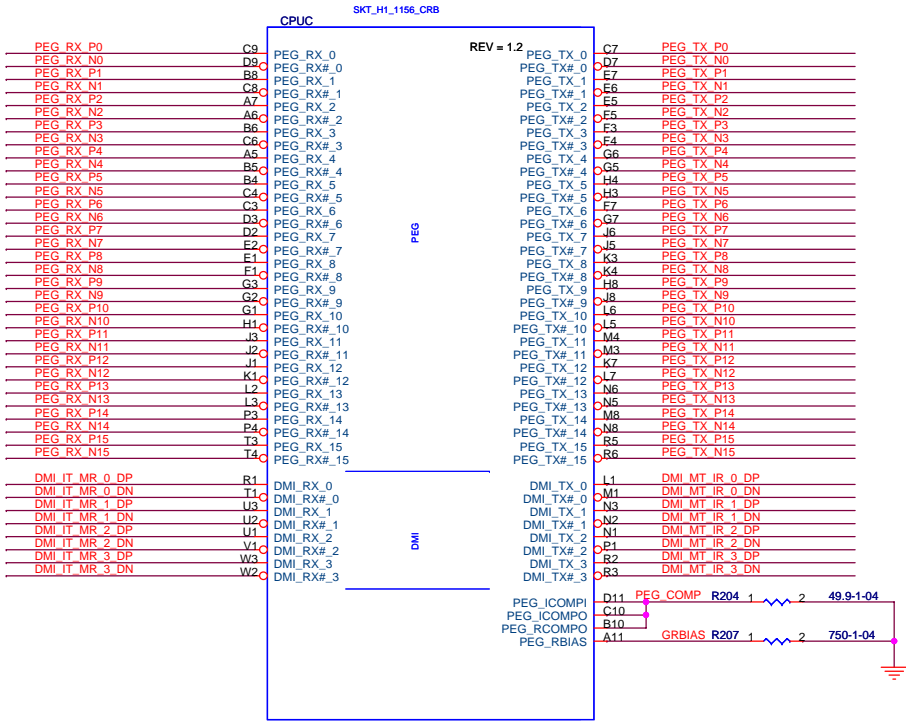 SKT_H1_1156_CRB
CPUC
REV = 1.2
PEG_RX_P0 C9 PEG_RX_0 PEG_TX_0 C7 PEG_TX_P0
PEG_RX_N0 D9 PEG_RX#_0 PEG_TX#_0 D7 PEG_TX_N0
PEG_RX_P1 B8 PEG_RX_1 PEG_TX_1 E7 PEG_TX_P1
PEG_RX_N1 C8 PEG_RX#_1 PEG_TX#_1 E6 PEG_TX_N1
PEG_RX_P2 A7 PEG_RX_2 PEG_TX_2 E5 PEG_TX_P2
PEG_RX_N2 A6 PEG_RX#_2 PEG_TX#_2 F5 PEG_TX_N2
PEG_RX_P3 B6 PEG_RX_3 PEG_TX_3 F3 PEG_TX_P3
PEG_RX_N3 C6 PEG_RX#_3 PEG_TX#_3 F4 PEG_TX_N3
PEG_RX_P4 A5 PEG_RX_4 PEG_TX_4 G6 PEG_TX_P4
PEG_RX_N4 B5 PEG_RX#_4 PEG_TX#_4 G5 PEG_TX_N4
PEG_RX_P5 B4 PEG_RX_5 PEG_TX_5 H4 PEG_TX_P5
PEG_RX_N5 C4 PEG_RX#_5 PEG_TX#_5 H3 PEG_TX_N5
PEG_RX_P6 C3 PEG_RX_6 PEG_TX_6 F7 PEG_TX_P6
PEG_RX_N6 D3 PEG_RX#_6 PEG_TX#_6 G7 PEG_TX_N6
PEG_RX_P7 D2 PEG_RX_7 PEG_TX_7 J6 PEG_TX_P7
PEG_RX_N7 E2 PEG_RX#_7 PEG_TX#_7 J5 PEG_TX_N7
PEG_RX_P8 E1 PEG_RX_8 PEG_TX_8 K3 PEG_TX_P8
PEG_RX_N8 F1 PEG_RX#_8 PEG_TX#_8 K4 PEG_TX_N8
PEG_RX_P9 G3 PEG_RX_9 PEG_TX_9 H8 PEG_TX_P9
PEG_RX_N9 G2 PEG_RX#_9 PEG_TX#_9 J8 PEG_TX_N9
PEG_RX_P10 G1 PEG_RX_10 PEG_TX_10 L6 PEG_TX_P10
PEG_RX_N10 H1 PEG_RX#_10 PEG_TX#_10 L5 PEG_TX_N10
PEG_RX_P11 J3 PEG_RX_11 PEG_TX_11 M4 PEG_TX_P11
PEG_RX_N11 J2 PEG_RX#_11 PEG_TX#_11 M3 PEG_TX_N11
PEG_RX_P12 J1 PEG_RX_12 PEG_TX_12 K7 PEG_TX_P12
PEG_RX_N12 K1 PEG_RX#_12 PEG_TX#_12 L7 PEG_TX_N12
PEG_RX_P13 L2 PEG_RX_13 PEG_TX_13 N6 PEG_TX_P13
PEG_RX_N13 L3 PEG_RX#_13 PEG_TX#_13 N5 PEG_TX_N13
PEG_RX_P14 P3 PEG_RX_14 PEG_TX_14 M8 PEG_TX_P14
PEG_RX_N14 P4 PEG_RX#_14 PEG_TX#_14 N8 PEG_TX_N14
PEG_RX_P15 T3 PEG_RX_15 PEG_TX_15 R5 PEG_TX_P15
PEG_RX_N15 T4 PEG_RX#_15 PEG_TX#_15 R6 PEG_TX_N15
PEG
DMI_IT_MR_0_DP R1 DMI_RX_0 DMI_TX_0 L1 DMI_MT_IR_0_DP
DMI_IT_MR_0_DN T1 DMI_RX#_0 DMI_TX#_0 M1 DMI_MT_IR_0_DN
DMI_IT_MR_1_DP U3 DMI_RX_1 DMI_TX_1 N3 DMI_MT_IR_1_DP
DMI_IT_MR_1_DN U2 DMI_RX#_1 DMI_TX#_1 N2 DMI_MT_IR_1_DN
DMI_IT_MR_2_DP U1 DMI_RX_2 DMI_TX_2 N1 DMI_MT_IR_2_DP
DMI_IT_MR_2_DN V1 DMI_RX#_2 DMI_TX#_2 P1 DMI_MT_IR_2_DN
DMI_IT_MR_3_DP W3 DMI_RX_3 DMI_TX_3 R2 DMI_MT_IR_3_DP
DMI_IT_MR_3_DN W2 DMI_RX#_3 DMI_TX#_3 R3 DMI_MT_IR_3_DN
DMI
PEG_ICOMPI D11 PEG_COMP R204 1 2 49.9-1-04
PEG_ICOMPO C10
PEG_RCOMPO B10
PEG_RBIAS A11 GRBIAS R207 1 2 750-1-04